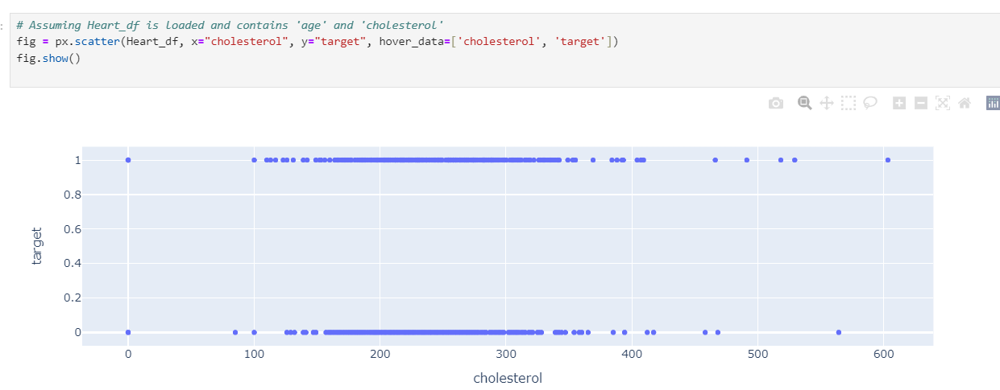 :
# Assuming Heart_df is loaded and contains 'age' and 'cholesterol'
fig = px.scatter(Heart_df, x="cholesterol", y="target", hover_data=['cholesterol', 'target'])
fig.show()
1
0.8
0.6
0.4
0.2
0
target
0 100 200 300 400 500 600
cholesterol